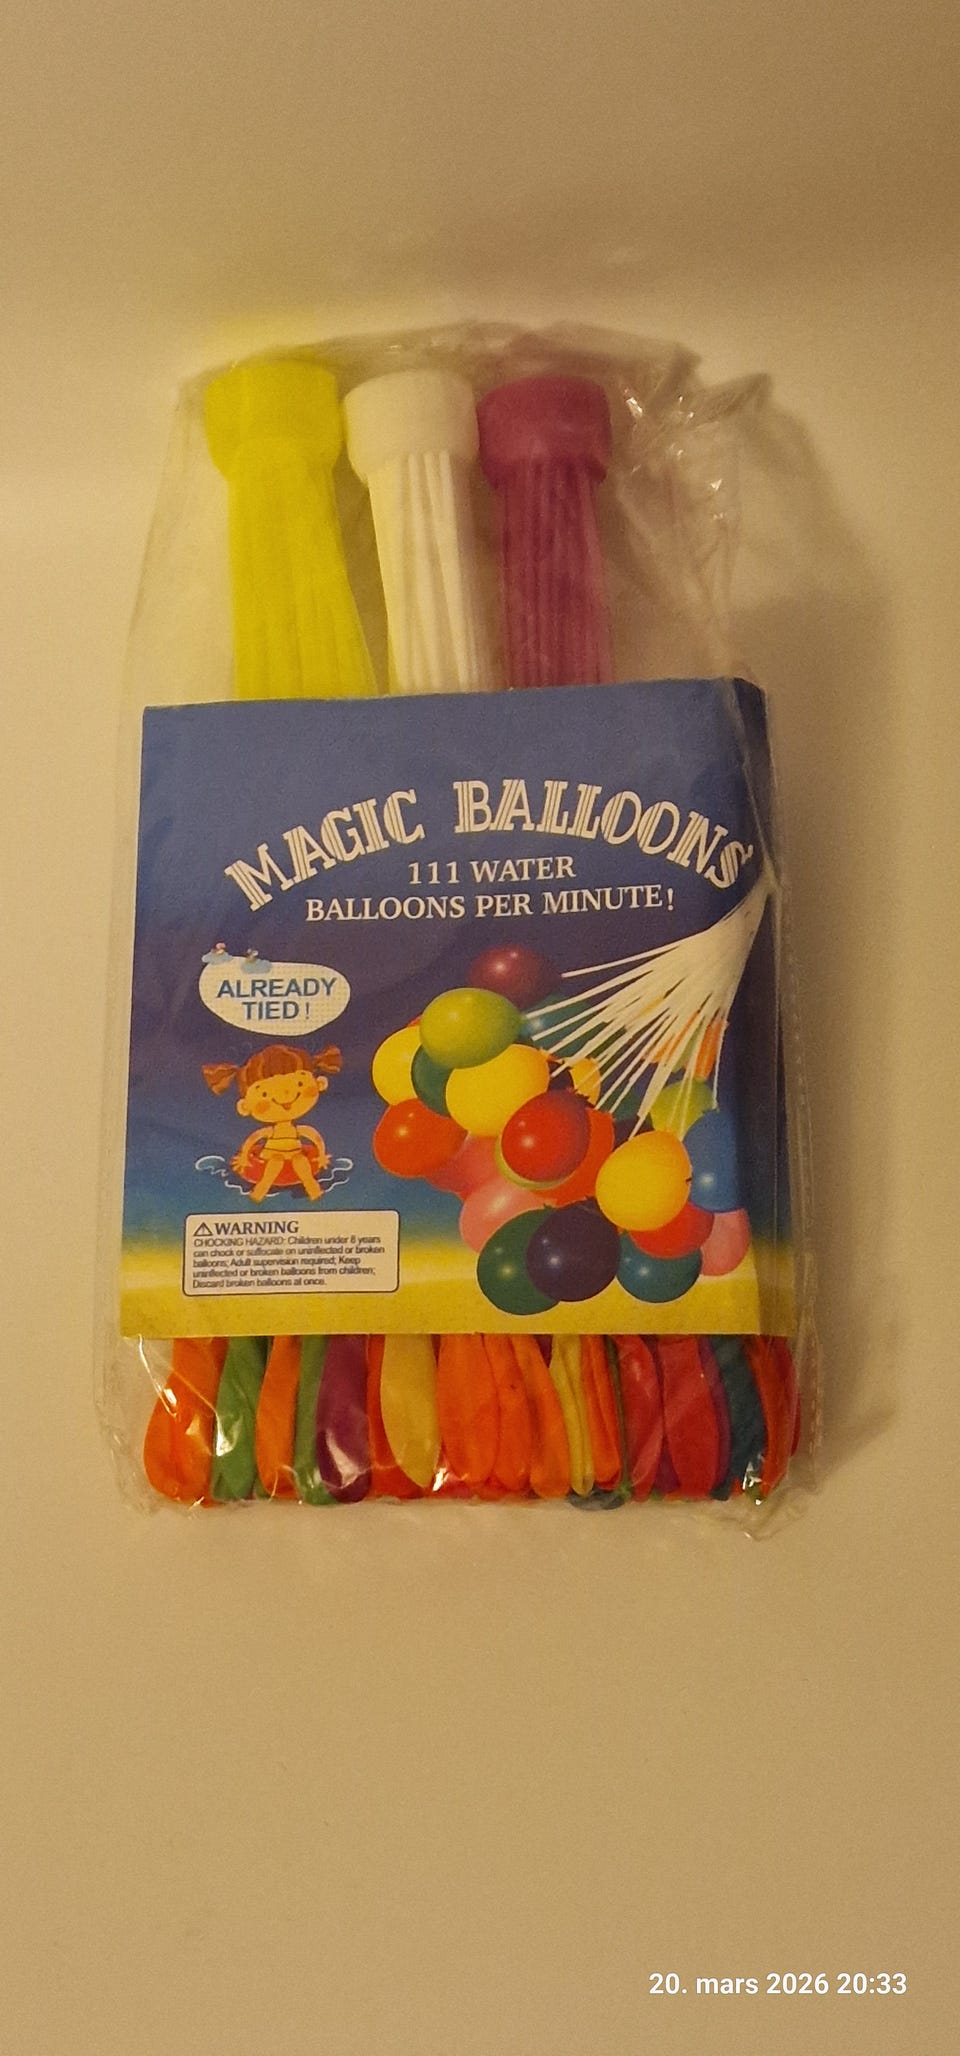 MAGIC BALLOONS
111 WATER
BALLOONS PER MINUTE!
ALREADY
TIED!
WARNING
CHOCKING HAZARD: Children under 8 years
can chock or suffocate on uninflected or broken
balloons; Adult supervision required; Keep
uninflected or broken balloons from children;
Discard broken balloons at once.
20. mars 2026 20:33